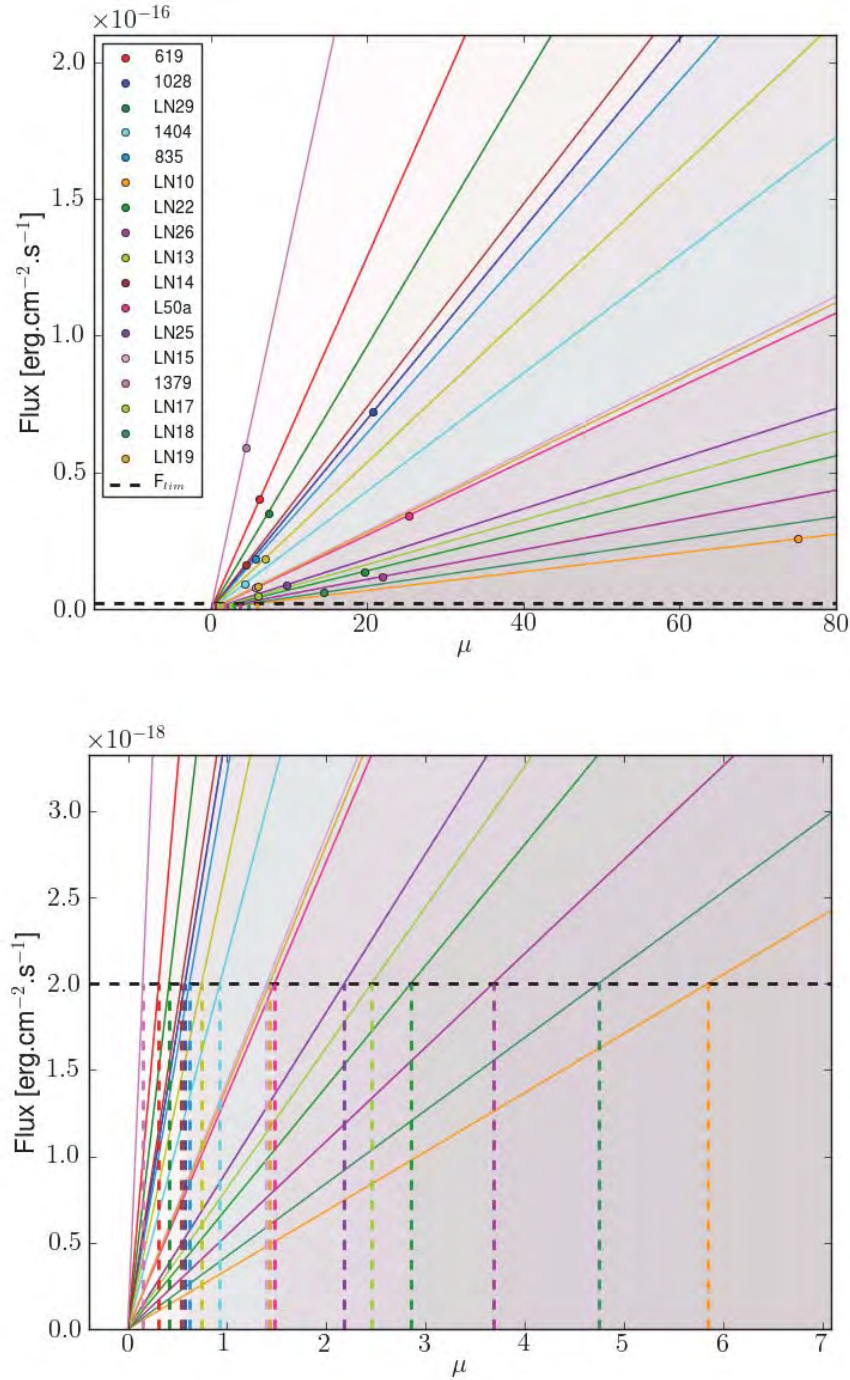 ×10⁻¹⁶
2.0
1.5
1.0
0.5
0.0
Flux [erg.cm⁻².s⁻¹]
619
1028
LN29
1404
835
LN10
LN22
LN26
LN13
LN14
L50a
LN25
LN15
1379
LN17
LN18
LN19
F_lim
0 20 40 60 80
μ
×10⁻¹⁸
3.0
2.5
2.0
1.5
1.0
0.5
0.0
Flux [erg.cm⁻².s⁻¹]
0 1 2 3 4 5 6 7
μ